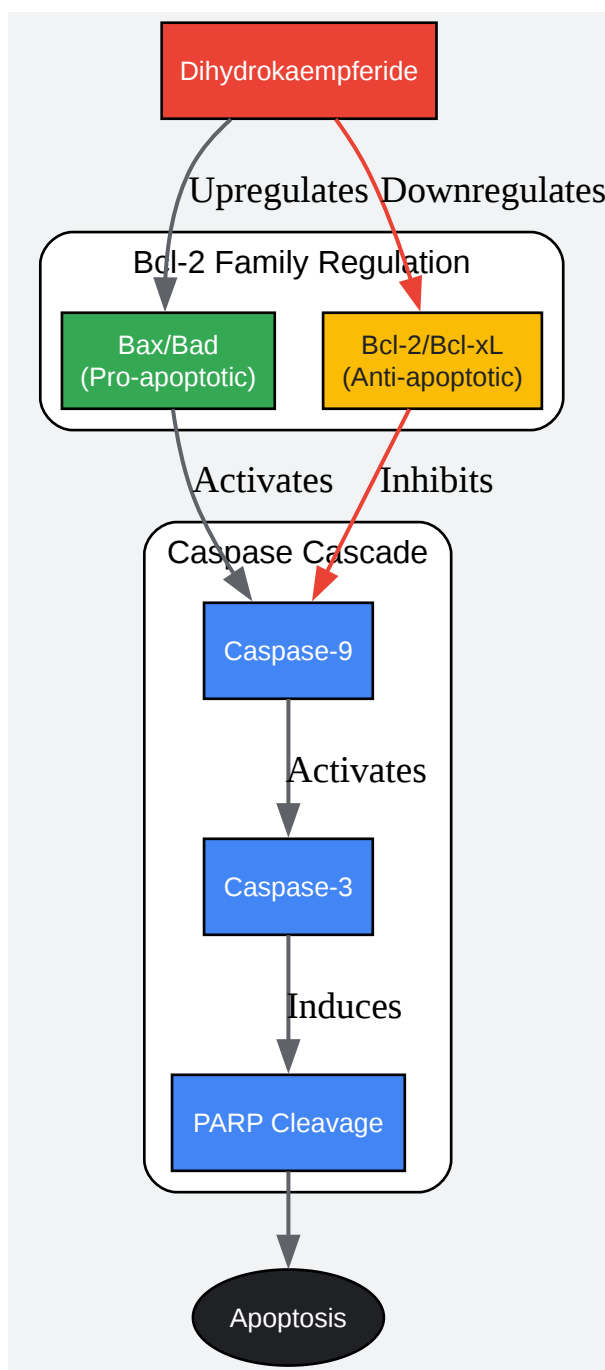 Dihydrokaempferide
Upregulates
Downregulates
Bcl-2 Family Regulation
Bax/Bad
(Pro-apoptotic)
Bcl-2/Bcl-xL
(Anti-apoptotic)
Activates
Inhibits
Caspase Cascade
Caspase-9
Activates
Caspase-3
Induces
PARP Cleavage
Apoptosis